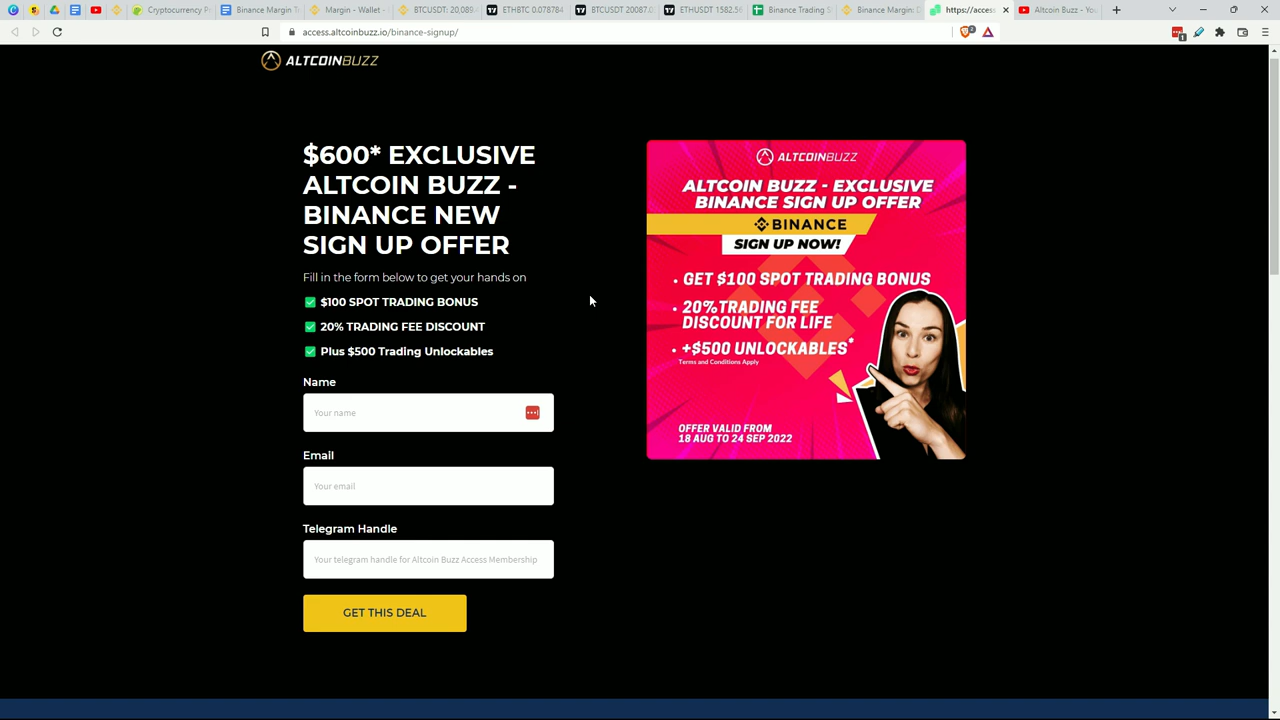 Cryptocurrency P
Binance Margin T
Margin - Wallet -
BTCUSDT: 20,089
ETHBTC 0.078784
BTCUSDT 20087.0
ETHUSDT 1582.56
Binance Trading S
Binance Margin: D
https://access.
Altcoin Buzz - Yo
access.altcoinbuzz.io/binance-signup/
2
1
ALTCOINBUZZ
$600* EXCLUSIVE
ALTCOIN BUZZ -
BINANCE NEW
SIGN UP OFFER
Fill in the form below to get your hands on
$100 SPOT TRADING BONUS
20% TRADING FEE DISCOUNT
Plus $500 Trading Unlockables
Name
Your name
Email
Your email
Telegram Handle
Your telegram handle for Altcoin Buzz Access Membership
GET THIS DEAL
ALTCOINBUZZ
ALTCOIN BUZZ - EXCLUSIVE
BINANCE SIGN UP OFFER
BINANCE
SIGN UP NOW!
• GET $100 SPOT TRADING BONUS
• 20%TRADING FEE
DISCOUNT FOR LIFE
• +$500 UNLOCKABLES*
Terms and Conditions Apply
OFFER VALID FROM
18 AUG TO 24 SEP 2022